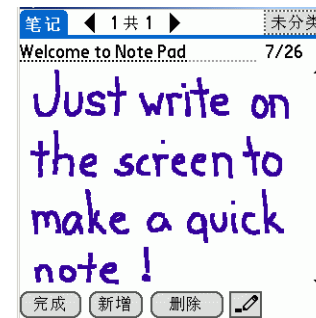 笔记 1 共 1 未分类
Welcome to Note Pad 7/26
Just write on
the screen to
make a quick
note !
完成 新增 删除